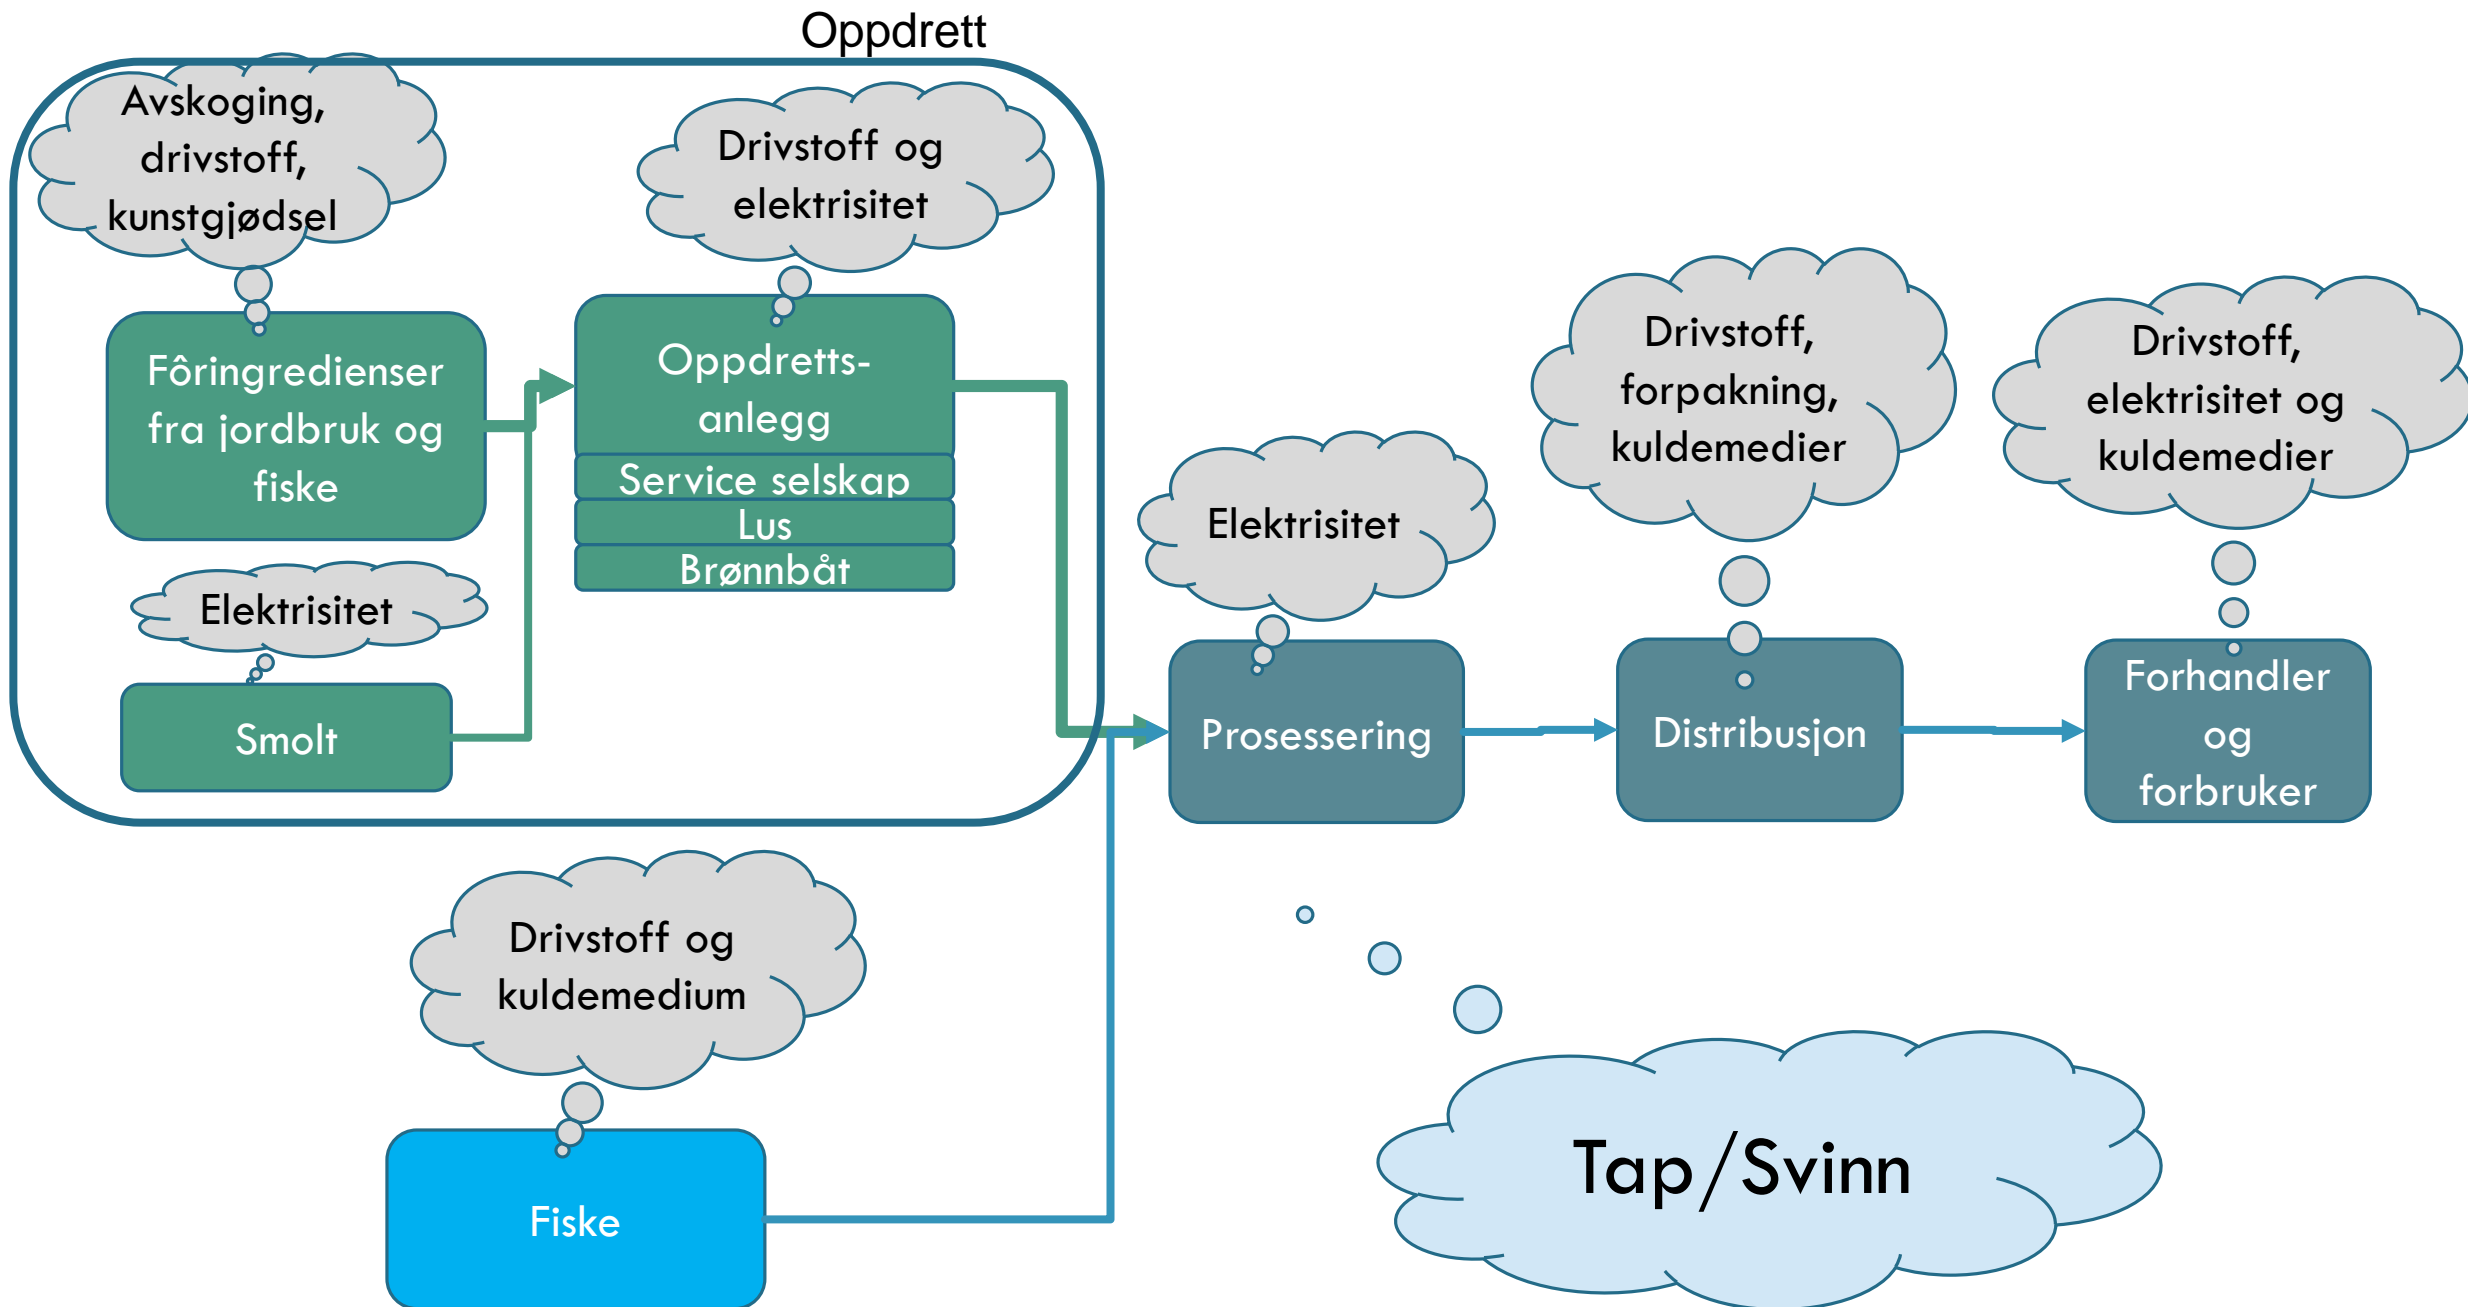 Oppdrett
Avskoging,
drivstoff,
kunstgjødsel
Drivstoff og
elektrisitet
Fôringredienser
fra jordbruk og
fiske
Oppdretts-
anlegg
Service selskap
Lus
Brønnbåt
Elektrisitet
Smolt
Elektrisitet
Prosessering
Drivstoff,
forpakning,
kuldemedier
Distribusjon
Drivstoff,
elektrisitet og
kuldemedier
Forhandler
og
forbruker
Drivstoff og
kuldemedium
Fiske
Tap/Svinn